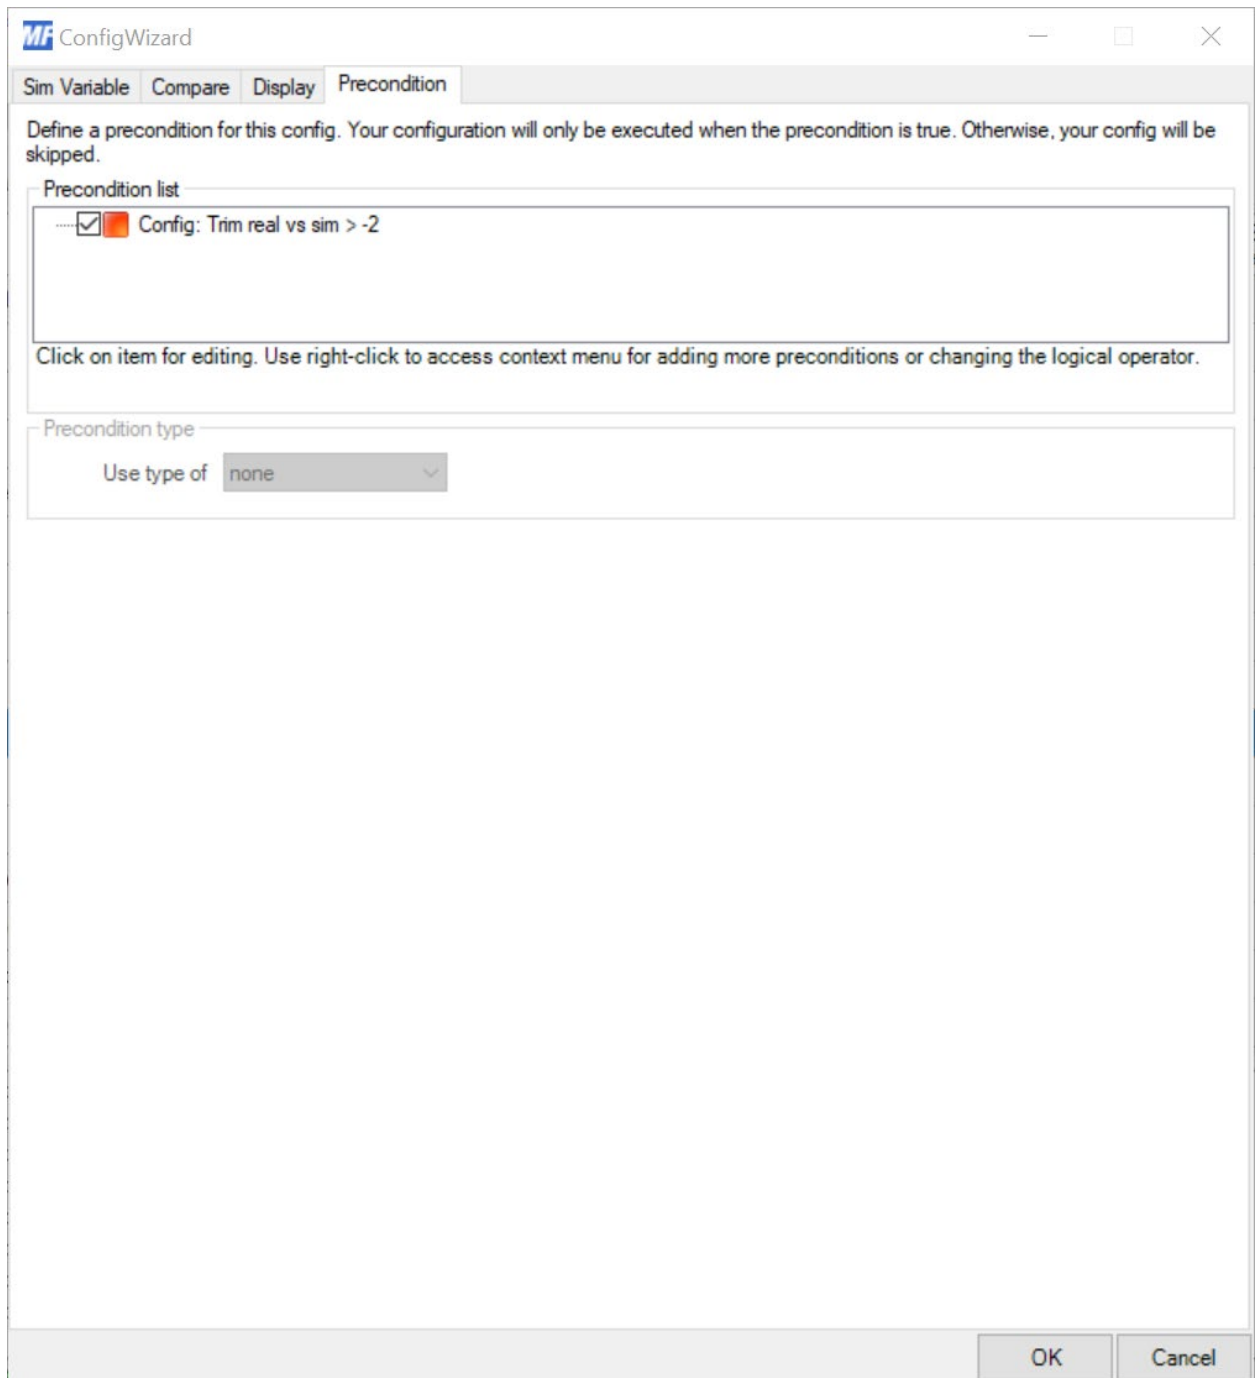 MF ConfigWizard
Sim Variable Compare Display Precondition
Define a precondition for this config. Your configuration will only be executed when the precondition is true. Otherwise, your config will be
skipped.
Precondition list
Config: Trim real vs sim > -2
Click on item for editing. Use right-click to access context menu for adding more preconditions or changing the logical operator.
Precondition type
Use type of none
OK Cancel